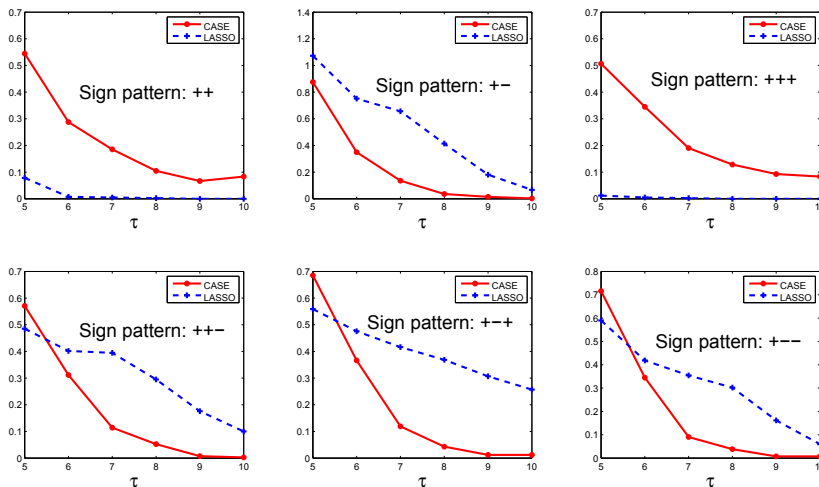 0.7
0.6
0.5
0.4
0.3
0.2
0.1
0
5 6 7 8 9 10
τ
CASE
LASSO
Sign pattern: ++
1.4
1.2
1
0.8
0.6
0.4
0.2
0
5 6 7 8 9 10
τ
CASE
LASSO
Sign pattern: +−
0.7
0.6
0.5
0.4
0.3
0.2
0.1
0
5 6 7 8 9 10
τ
CASE
LASSO
Sign pattern: +++
0.7
0.6
0.5
0.4
0.3
0.2
0.1
0
5 6 7 8 9 10
τ
CASE
LASSO
Sign pattern: ++−
0.7
0.6
0.5
0.4
0.3
0.2
0.1
0
5 6 7 8 9 10
τ
CASE
LASSO
Sign pattern: +−+
0.8
0.7
0.6
0.5
0.4
0.3
0.2
0.1
0
5 6 7 8 9 10
τ
CASE
LASSO
Sign pattern: +−−